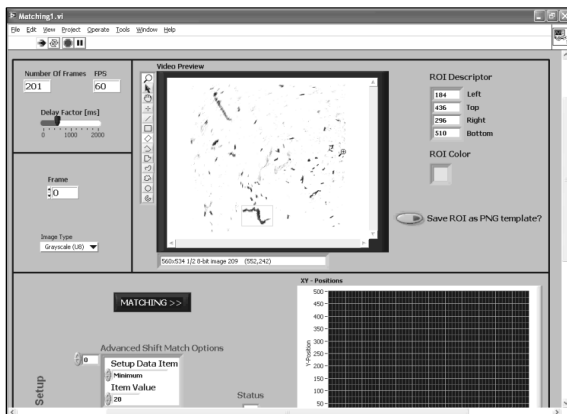 Matching1.vi
File Edit View Project Operate Tools Window Help
Number Of Frames FPS
201 60
Delay Factor [ms]
0 1000 2000
Frame
0
Image Type
Grayscale (U8)
Video Preview
560x534 1/2 8-bit image 209 (552,242)
ROI Descriptor
184 Left
436 Top
296 Right
510 Bottom
ROI Color
Save ROI as PNG template?
MATCHING >>
Advanced Shift Match Options
0
Setup Data Item
Minimum
Item Value
20
Setup
Status
XY - Positions
Y-Position
500
450
400
350
300
250
200
150
100
50